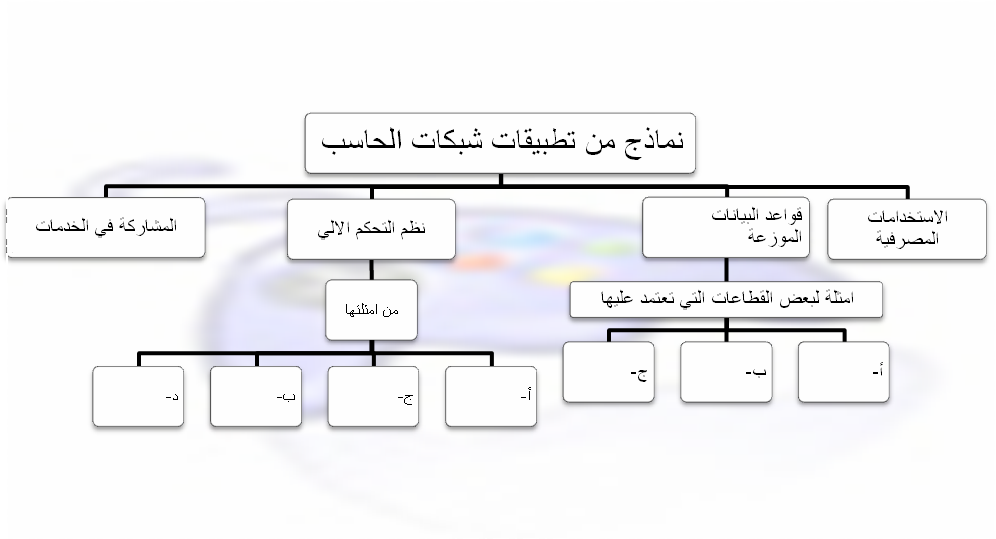 نماذج من تطبيقات شبكات الحاسب
الاستخدامات
المصرفية
قواعد البيانات
الموزعة
نظم التحكم الالي
المشاركة في الخدمات
امثلة لبعض القطاعات التي تعتمد عليها
من امثلتها
أ-
ب-
ج-
أ-
ج-
ب-
د-